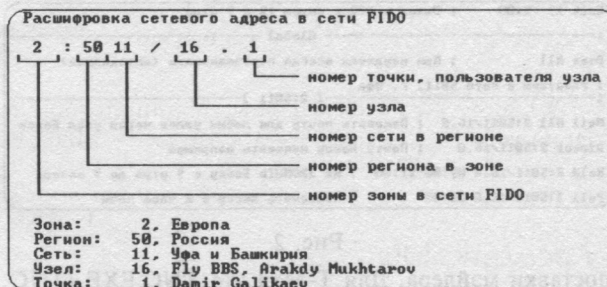 Расшифровка сетевого адреса в сети FIDO
2 : 50 11 / 16 . 1
номер точки, пользователя узла
номер узла
номер сети в регионе
номер региона в зоне
номер зоны в сети FIDO
Зона: 2, Европа
Регион: 50, Россия
Сеть: 11, Уфа и Башкирия
Узел: 16, Fly BBS, Arakdy Mukhtarov
Точка: 1, Damir Galikaev